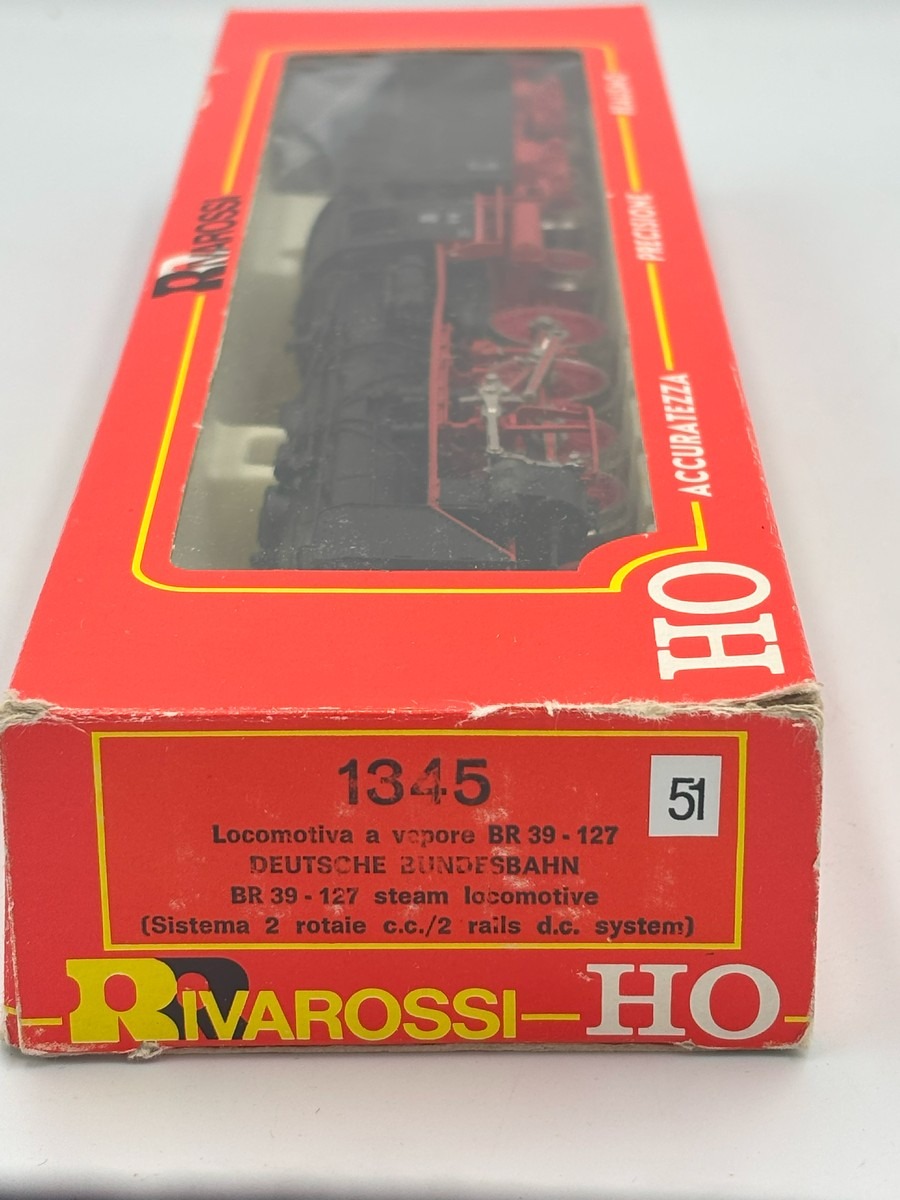 REALISMO
PRECISIONE
RIVAROSSI
ACCURATEZZA
HO
1345
51
Locomotiva a vapore BR 39 - 127
DEUTSCHE BUNDESBAHN
BR 39 - 127 steam locomotive
(Sistema 2 rotaie c.c./2 rails d.c. system)
RIVAROSSI HO